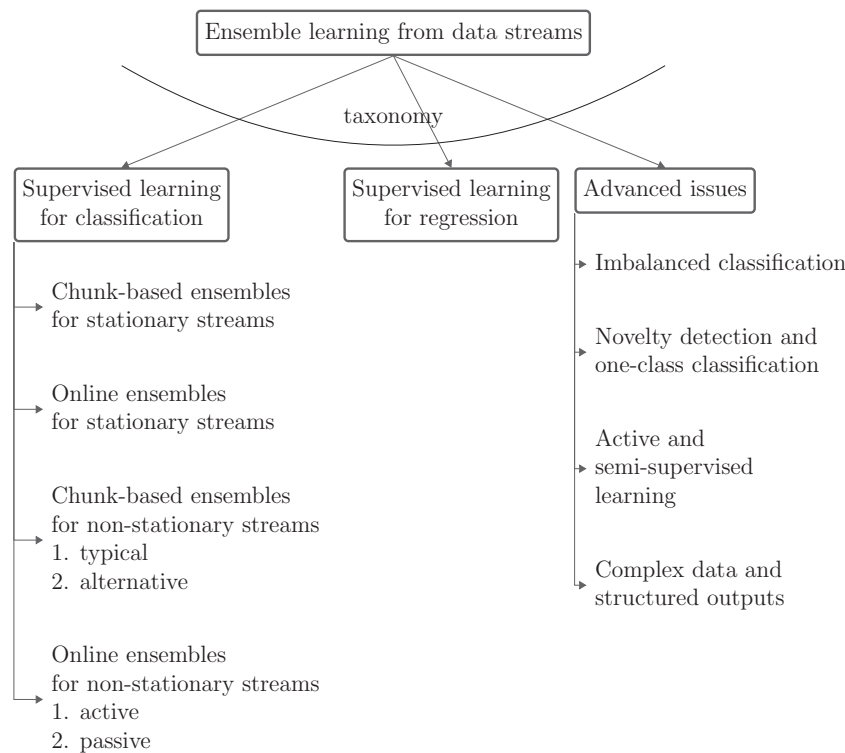 Ensemble learning from data streams
taxonomy
Supervised learning
for classification
Supervised learning
for regression
Advanced issues
Chunk-based ensembles
for stationary streams
Online ensembles
for stationary streams
Chunk-based ensembles
for non-stationary streams
1. typical
2. alternative
Online ensembles
for non-stationary streams
1. active
2. passive
Imbalanced classification
Novelty detection and
one-class classification
Active and
semi-supervised
learning
Complex data and
structured outputs